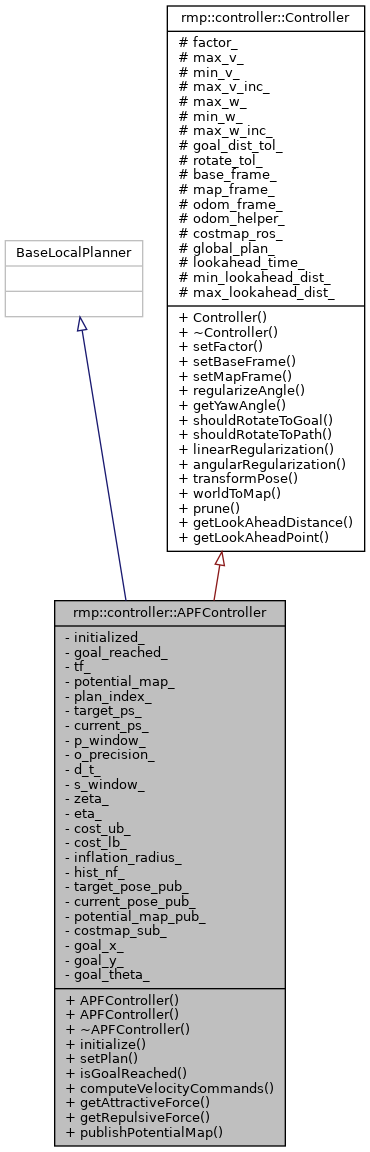 rmp::controller::Controller
# factor_
# max_v_
# min_v_
# max_v_inc_
# max_w_
# min_w_
# max_w_inc_
# goal_dist_tol_
# rotate_tol_
# base_frame_
# map_frame_
# odom_frame_
# odom_helper_
# costmap_ros_
# global_plan_
# lookahead_time_
# min_lookahead_dist_
# max_lookahead_dist_
+ Controller()
+ ~Controller()
+ setFactor()
+ setBaseFrame()
+ setMapFrame()
+ regularizeAngle()
+ getYawAngle()
+ shouldRotateToGoal()
+ shouldRotateToPath()
+ linearRegularization()
+ angularRegularization()
+ transformPose()
+ worldToMap()
+ prune()
+ getLookAheadDistance()
+ getLookAheadPoint()
BaseLocalPlanner
rmp::controller::APFController
- initialized_
- goal_reached_
- tf_
- potential_map_
- plan_index_
- target_ps_
- current_ps_
- p_window_
- o_precision_
- d_t_
- s_window_
- zeta_
- eta_
- cost_ub_
- cost_lb_
- inflation_radius_
- hist_nf_
- target_pose_pub_
- current_pose_pub_
- potential_map_pub_
- costmap_sub_
- goal_x_
- goal_y_
- goal_theta_
+ APFController()
+ APFController()
+ ~APFController()
+ initialize()
+ setPlan()
+ isGoalReached()
+ computeVelocityCommands()
+ getAttractiveForce()
+ getRepulsiveForce()
+ publishPotentialMap()